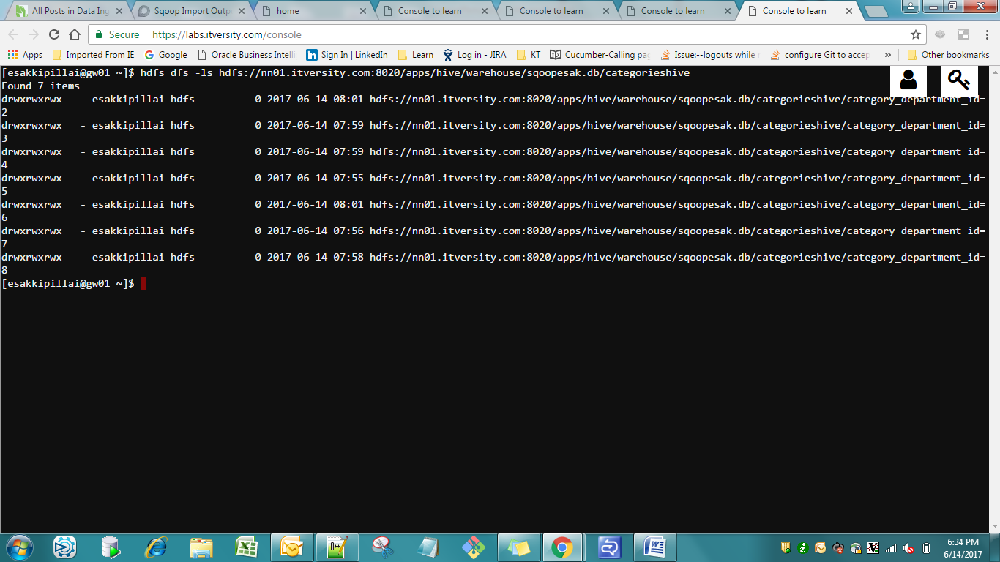 All Posts in Data Ing
Sqoop Import Outp
home
Console to learn
Console to learn
Console to learn
Console to learn
Secure
https://labs.itversity.com/console
Apps
Imported From IE
Google
Oracle Business Intelli
Sign In | LinkedIn
Learn
Log in - JIRA
KT
Cucumber-Calling pag
Issue:--logouts while
configure Git to accep
»
Other bookmarks
[esakkipillai@gw01 ~]$ hdfs dfs -ls hdfs://nn01.itversity.com:8020/apps/hive/warehouse/sqoopesak.db/categorieshive
Found 7 items
drwxrwxrwx   - esakkipillai hdfs          0 2017-06-14 08:01 hdfs://nn01.itversity.com:8020/apps/hive/warehouse/sqoopesak.db/categorieshive/category_department_id=
2
drwxrwxrwx   - esakkipillai hdfs          0 2017-06-14 07:59 hdfs://nn01.itversity.com:8020/apps/hive/warehouse/sqoopesak.db/categorieshive/category_department_id=
3
drwxrwxrwx   - esakkipillai hdfs          0 2017-06-14 07:59 hdfs://nn01.itversity.com:8020/apps/hive/warehouse/sqoopesak.db/categorieshive/category_department_id=
4
drwxrwxrwx   - esakkipillai hdfs          0 2017-06-14 07:55 hdfs://nn01.itversity.com:8020/apps/hive/warehouse/sqoopesak.db/categorieshive/category_department_id=
5
drwxrwxrwx   - esakkipillai hdfs          0 2017-06-14 08:01 hdfs://nn01.itversity.com:8020/apps/hive/warehouse/sqoopesak.db/categorieshive/category_department_id=
6
drwxrwxrwx   - esakkipillai hdfs          0 2017-06-14 07:56 hdfs://nn01.itversity.com:8020/apps/hive/warehouse/sqoopesak.db/categorieshive/category_department_id=
7
drwxrwxrwx   - esakkipillai hdfs          0 2017-06-14 07:58 hdfs://nn01.itversity.com:8020/apps/hive/warehouse/sqoopesak.db/categorieshive/category_department_id=
8
[esakkipillai@gw01 ~]$
6:34 PM
6/14/2017